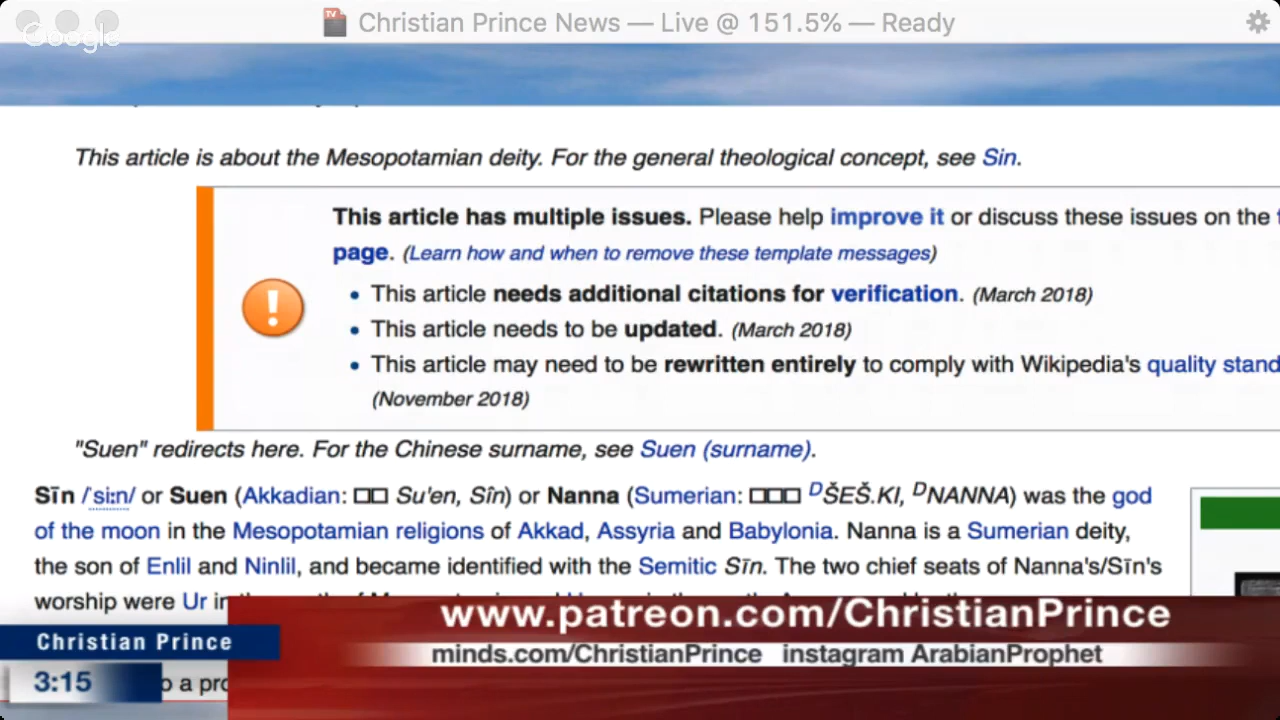 Christian Prince News — Live @ 151.5% — Ready
Google
This article is about the Mesopotamian deity. For the general theological concept, see Sin.
This article has multiple issues. Please help improve it or discuss these issues on the
page. (Learn how and when to remove these template messages)
• This article needs additional citations for verification. (March 2018)
• This article needs to be updated. (March 2018)
• This article may need to be rewritten entirely to comply with Wikipedia's quality stand
(November 2018)
"Suen" redirects here. For the Chinese surname, see Suen (surname).
Sīn /ˈsiːn/ or Suen (Akkadian: 𒂗𒍪 Su'en, Sîn) or Nanna (Sumerian: 𒀭𒋀𒆠 ᴰŠEŠ.KI, ᴰNANNA) was the god
of the moon in the Mesopotamian religions of Akkad, Assyria and Babylonia. Nanna is a Sumerian deity,
the son of Enlil and Ninlil, and became identified with the Semitic Sīn. The two chief seats of Nanna's/Sīn's
worship were Ur in
www.patreon.com/ChristianPrince
Christian Prince
minds.com/ChristianPrince instagram ArabianProphet
3:15
o a pro